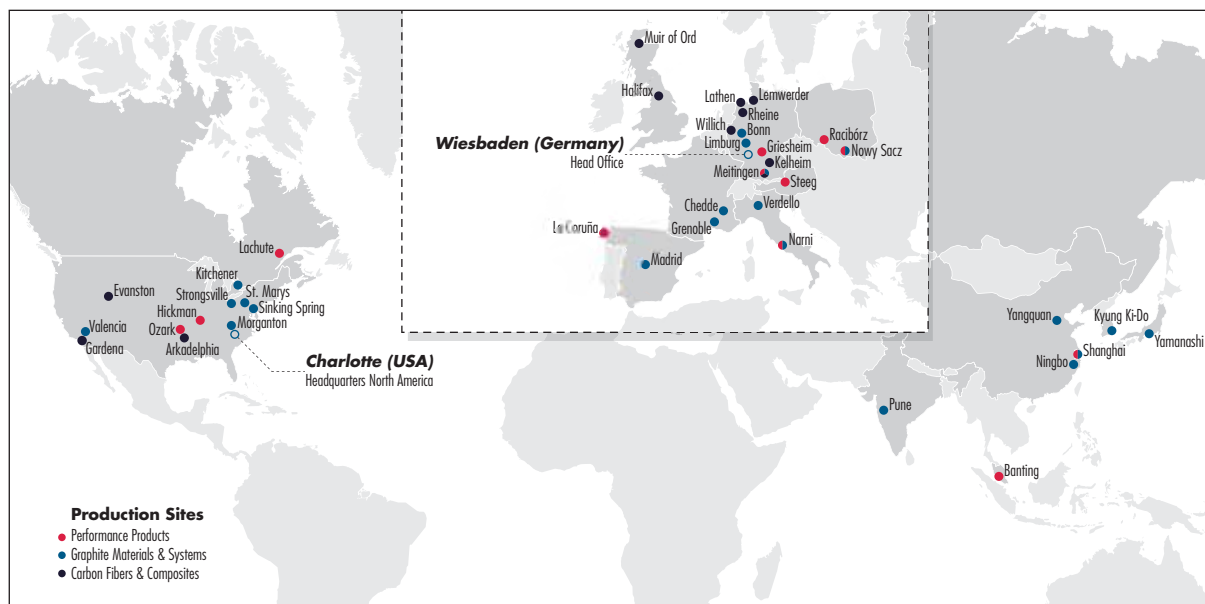 Muir of Ord
Halifax
Lathen
Lemwerder
Rheine
Willich
Bonn
Wiesbaden (Germany)
Head Office
Limburg
Griesheim
Kelheim
Racibórz
Nowy Sacz
Meitingen
Steeg
Chedde
Verdello
Grenoble
La Coruña
Narni
Madrid
Lachute
Kitchener
Evanston
Strongsville
St. Marys
Sinking Spring
Hickman
Ozark
Morganton
Valencia
Gardena
Arkadelphia
Charlotte (USA)
Headquarters North America
Yangquan
Kyung Ki-Do
Yamanashi
Shanghai
Ningbo
Pune
Banting
Production Sites
Performance Products
Graphite Materials & Systems
Carbon Fibers & Composites